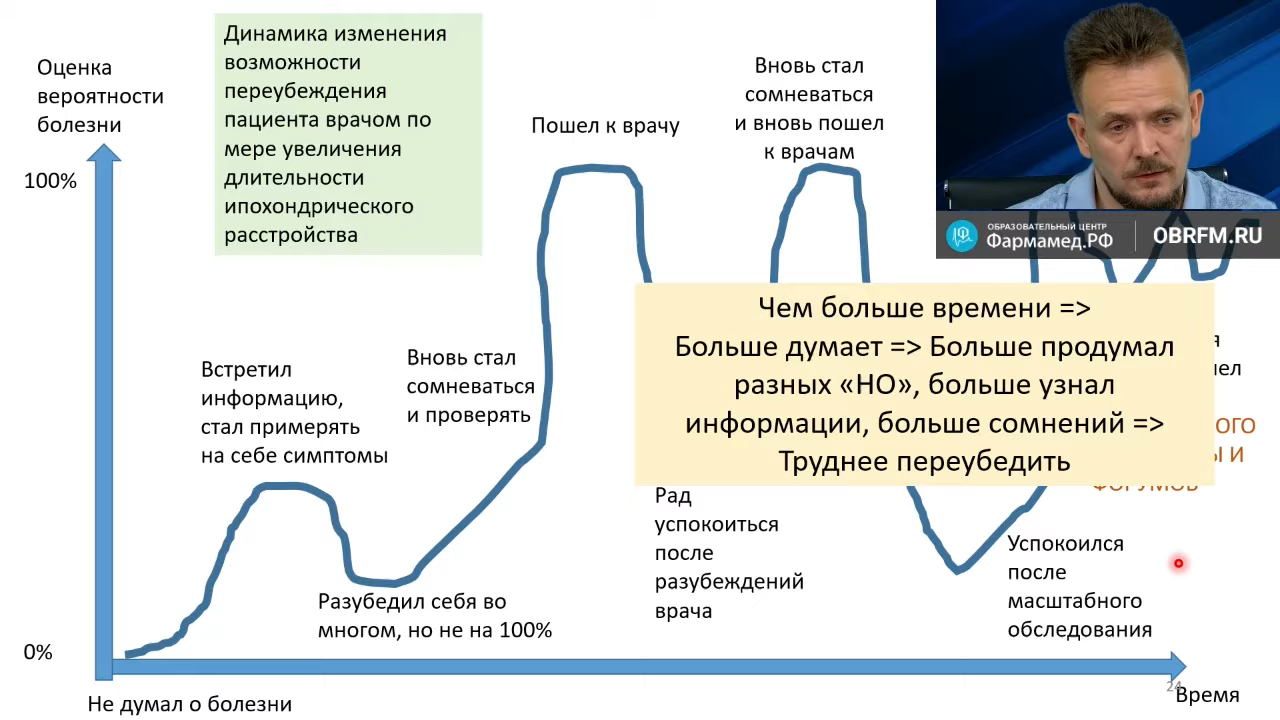 Динамика изменения
возможности
переубеждения
пациента врачом по
мере увеличения
длительности
ипохондрического
расстройства
Оценка
вероятности
болезни
100%
Пошел к врачу
Вновь стал
сомневаться
и вновь пошел
к врачам
ОБРАЗОВАТЕЛЬНЫЙ ЦЕНТР
Фармамед.РФ
OBRFM.RU
Чем больше времени =>
Больше думает => Больше продумал
разных «НО», больше узнал
информации, больше сомнений =>
Труднее переубедить
Встретил
информацию,
стал примерять
на себе симптомы
Вновь стал
сомневаться
и проверять
Рад
успокоиться
после
разубеждений
врача
Успокоился
после
масштабного
обследования
Разубедил себя во
многом, но не на 100%
0%
24
Время
Не думал о болезни